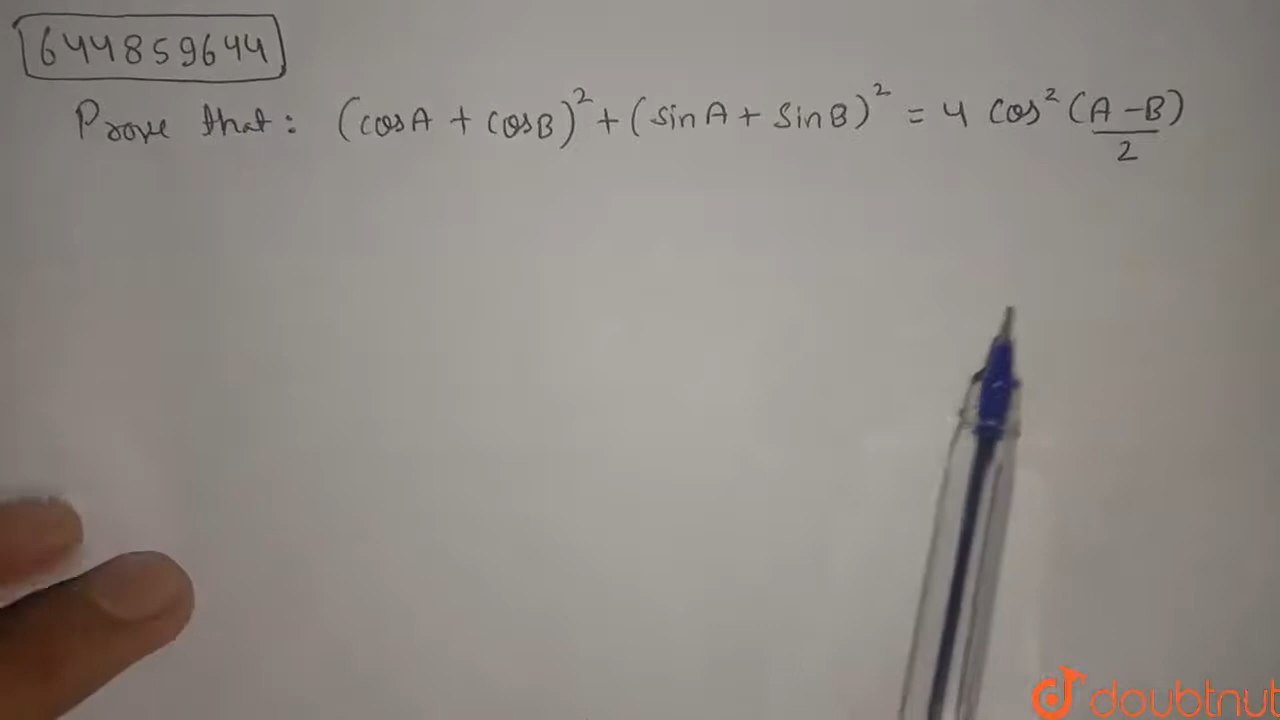 644859644
Prove that: (cosA + cosB)² + (sinA + sinB)² = 4 cos² (A-B)/2
doubtnut